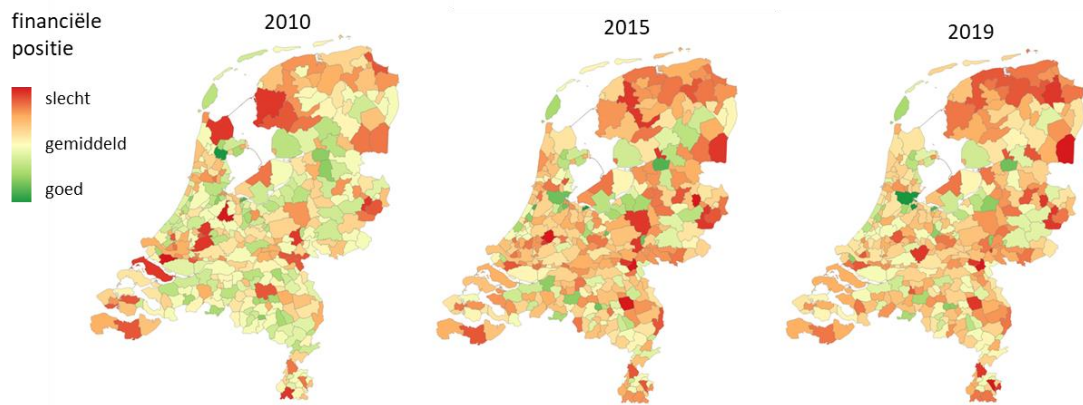 financiële
positie
slecht
gemiddeld
goed
2010
2015
2019